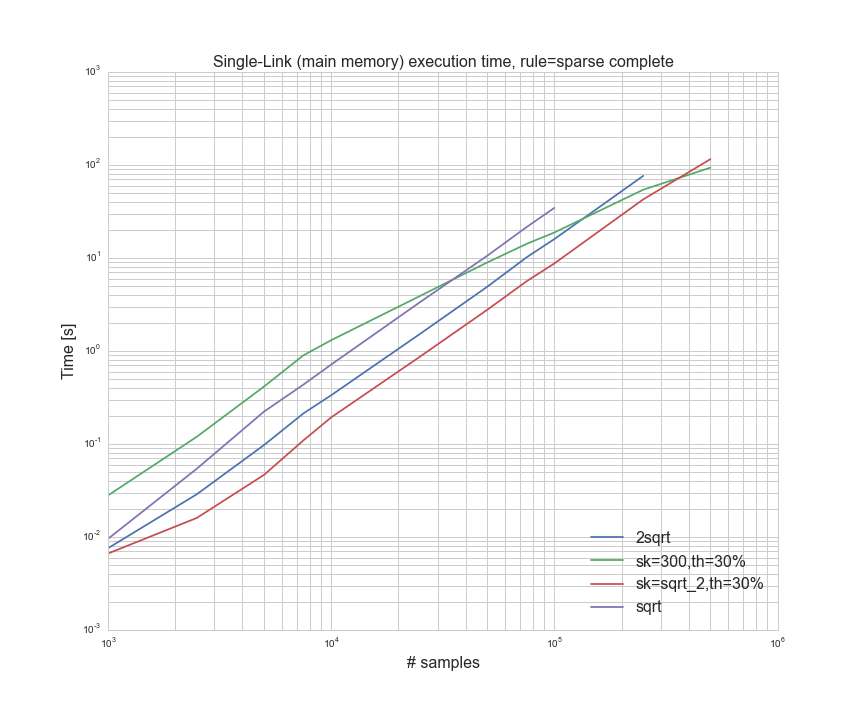 Single-Link (main memory) execution time, rule=sparse complete
10³
10²
10¹
10⁰
10⁻¹
10⁻²
10⁻³
Time [s]
2sqrt
sk=300,th=30%
sk=sqrt_2,th=30%
sqrt
10³ 10⁴ 10⁵ 10⁶
# samples